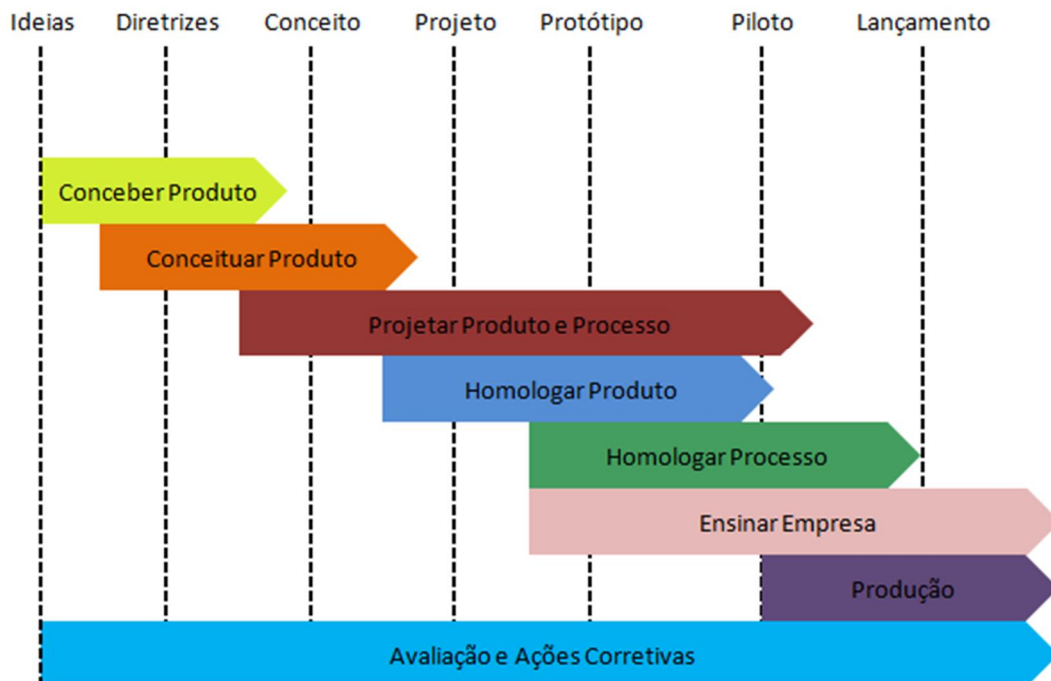 Ideias Diretrizes Conceito Projeto Protótipo Piloto Lançamento
Conceber Produto
Conceituar Produto
Projetar Produto e Processo
Homologar Produto
Homologar Processo
Ensinar Empresa
Produção
Avaliação e Ações Corretivas